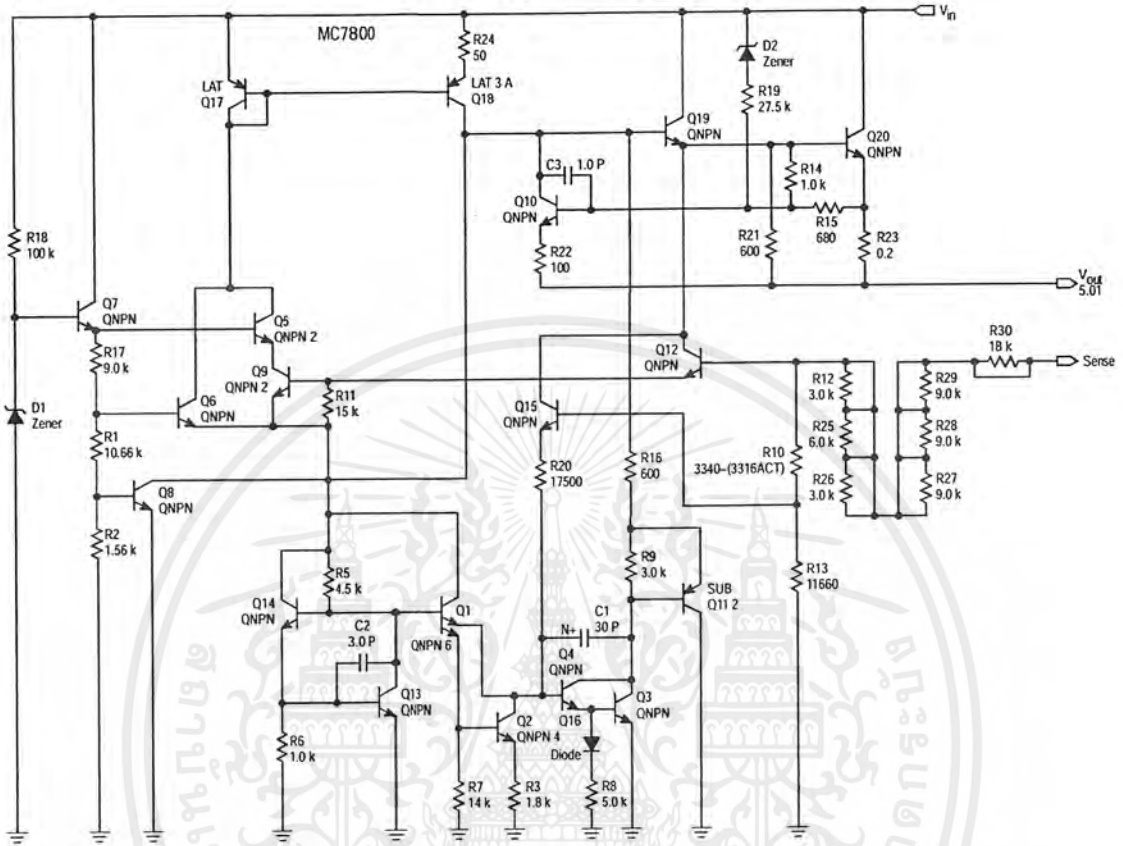 MC7800
Vin
R24
50
LAT
Q17
LAT 3 A
Q18
D2
Zener
R19
27.5 k
Q19
QNPN
Q20
QNPN
C3
1.0 P
R14
1.0 k
Q10
QNPN
R18
100 k
R22
100
R21
600
R15
680
R23
0.2
Vout
5.01
Q7
QNPN
Q5
QNPN 2
R17
9.0 k
Q9
QNPN 2
Q12
QNPN
R30
18 k
Sense
D1
Zener
Q6
QNPN
R11
15 k
Q15
QNPN
R12
3.0 k
R29
9.0 k
R1
10.66 k
R25
6.0 k
R28
9.0 k
R10
3340-(3316ACT)
R20
17500
R16
600
R26
3.0 k
R27
9.0 k
Q8
QNPN
R2
1.56 k
R5
4.5 k
R9
3.0 k
R13
11660
Q14
QNPN
Q1
QNPN 6
SUB
Q11 2
C2
3.0 P
N+
C1
30 P
Q4
QNPN
Q13
QNPN
Q3
QNPN
Q2
QNPN 4
Q16
R6
1.0 k
Diode
R7
14 k
R3
1.8 k
R8
5.0 k